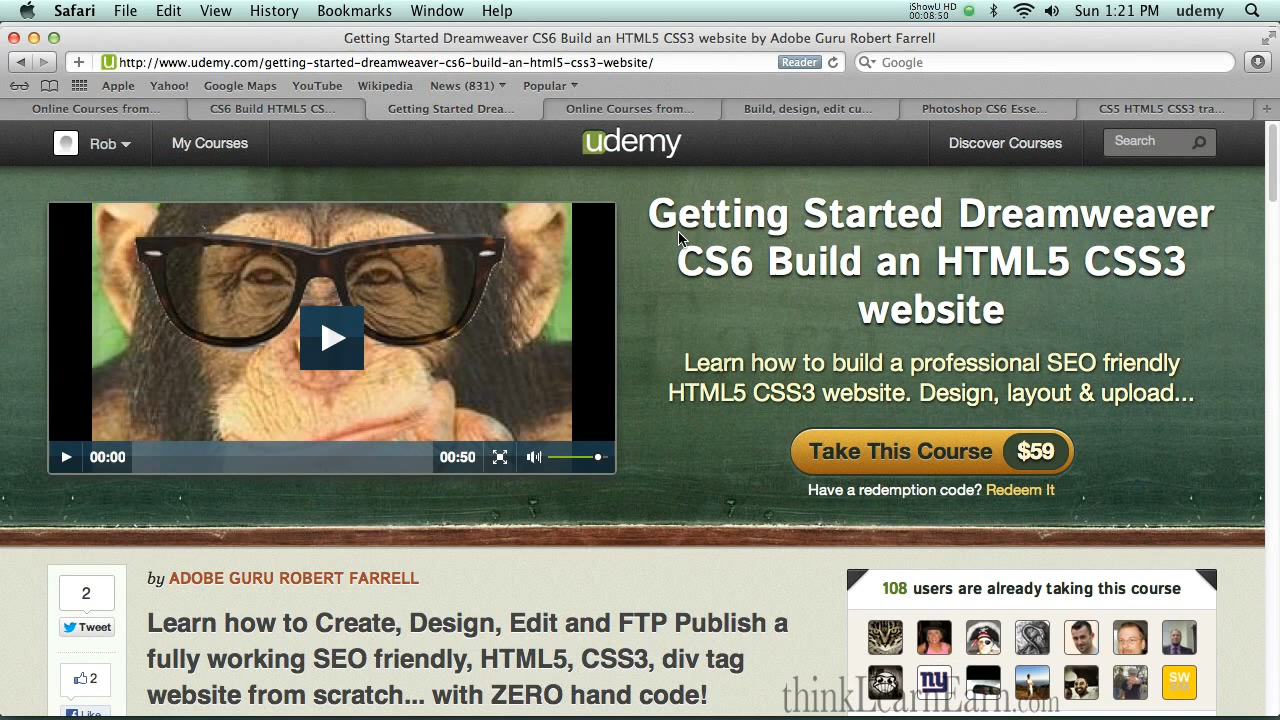 Safari File Edit View History Bookmarks Window Help iShowU HD 00:08:50 Sun 1:21 PM udemy
Getting Started Dreamweaver CS6 Build an HTML5 CSS3 website by Adobe Guru Robert Farrell
http://www.udemy.com/getting-started-dreamweaver-cs6-build-an-html5-css3-website/ Reader Google
Apple Yahoo! Google Maps YouTube Wikipedia News (831) Popular
Online Courses from... CS6 Build HTML5 CS... Getting Started Drea... Online Courses from... Build, design, edit cu... Photoshop CS6 Esse... CS5 HTML5 CSS3 tra...
Rob My Courses udemy Discover Courses Search
Getting Started Dreamweaver
CS6 Build an HTML5 CSS3
website
Learn how to build a professional SEO friendly
HTML5 CSS3 website. Design, layout & upload...
00:00 00:50
Take This Course $59
Have a redemption code? Redeem It
2
Tweet
2
Like
by ADOBE GURU ROBERT FARRELL
Learn how to Create, Design, Edit and FTP Publish a
fully working SEO friendly, HTML5, CSS3, div tag
website from scratch... with ZERO hand code!
108 users are already taking this course
NY
SW
thinkLearnEarn.com